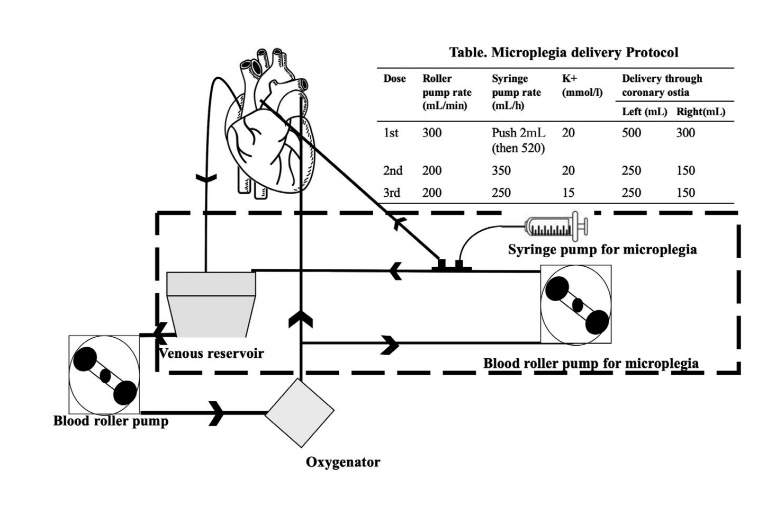 Table. Microplegia delivery Protocol
Dose Roller pump rate (mL/min) Syringe pump rate (mL/h) K+ (mmol/l) Delivery through coronary ostia
Left (mL) Right(mL)
1st 300 Push 2mL (then 520) 20 500 300
2nd 200 350 20 250 150
3rd 200 250 15 250 150
Syringe pump for microplegia
Venous reservoir
Blood roller pump for microplegia
Blood roller pump
Oxygenator